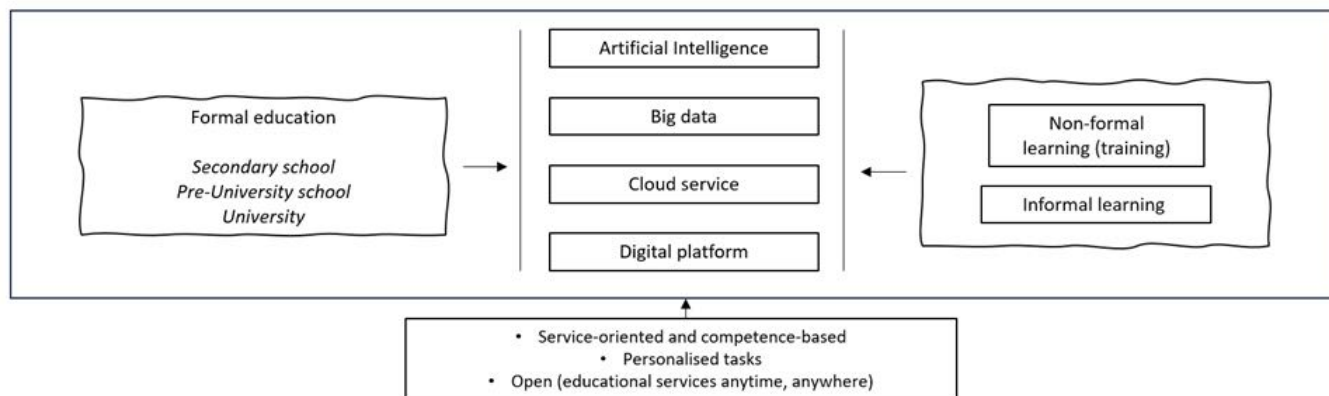 Formal education
Secondary school
Pre-University school
University
Artificial Intelligence
Big data
Cloud service
Digital platform
Non-formal
learning (training)
Informal learning
• Service-oriented and competence-based
• Personalised tasks
• Open (educational services anytime, anywhere)